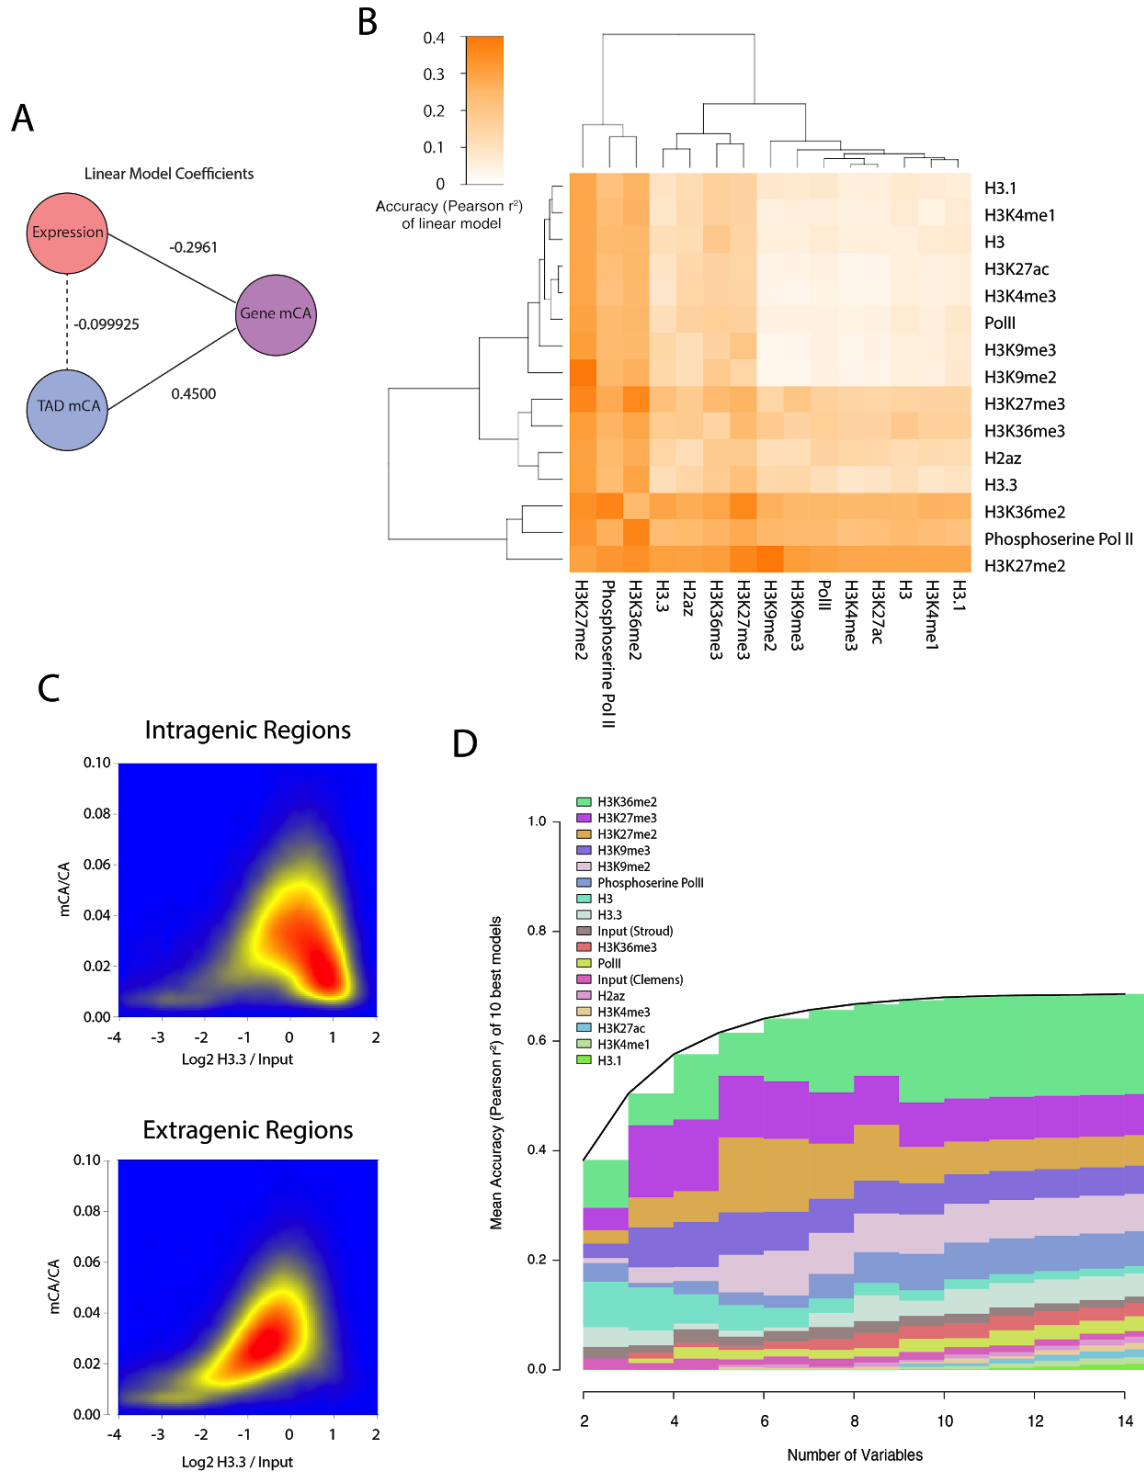 A
Linear Model Coefficients
Expression
-0.2961
Gene mCA
-0.099925
TAD mCA
0.4500
B
0.4
0.3
0.2
0.1
0
Accuracy (Pearson r²)
of linear model
H3.1
H3K4me1
H3
H3K27ac
H3K4me3
PolII
H3K9me3
H3K9me2
H3K27me3
H3K36me3
H2az
H3.3
H3K36me2
Phosphoserine Pol II
H3K27me2
H3K27me2
Phosphoserine Pol II
H3K36me2
H3.3
H2az
H3K36me3
H3K27me3
H3K9me2
H3K9me3
PolII
H3K4me3
H3K27ac
H3
H3K4me1
H3.1
C
Intragenic Regions
mCA/CA
0.10
0.08
0.06
0.04
0.02
0.00
-4 -3 -2 -1 0 1 2
Log2 H3.3 / Input
Extragenic Regions
mCA/CA
0.10
0.08
0.06
0.04
0.02
0.00
-4 -3 -2 -1 0 1 2
Log2 H3.3 / Input
D
Mean Accuracy (Pearson r²) of 10 best models
1.0
0.8
0.6
0.4
0.2
0.0
H3K36me2
H3K27me3
H3K27me2
H3K9me3
H3K9me2
Phosphoserine PolII
H3
H3.3
Input (Stroud)
H3K36me3
PolII
Input (Clemens)
H2az
H3K4me3
H3K27ac
H3K4me1
H3.1
2 4 6 8 10 12 14
Number of Variables